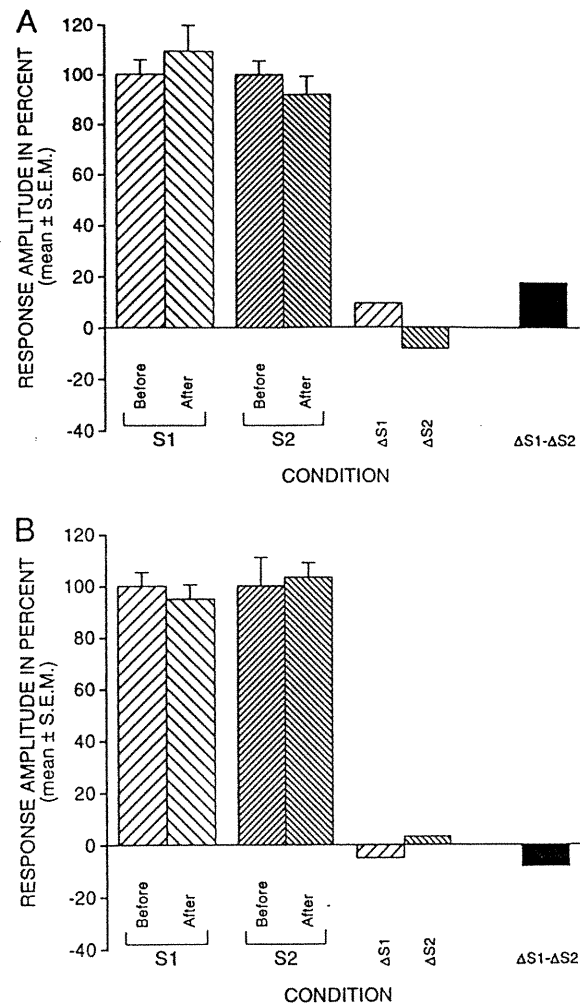 A
RESPONSE AMPLITUDE IN PERCENT
(mean ± S.E.M.)
120
100
80
60
40
20
0
-20
-40
Before
After
Before
After
S1
S2
ΔS1
ΔS2
ΔS1-ΔS2
CONDITION
B
RESPONSE AMPLITUDE IN PERCENT
(mean ± S.E.M.)
120
100
80
60
40
20
0
-20
-40
Before
After
Before
After
S1
S2
ΔS1
ΔS2
ΔS1-ΔS2
CONDITION